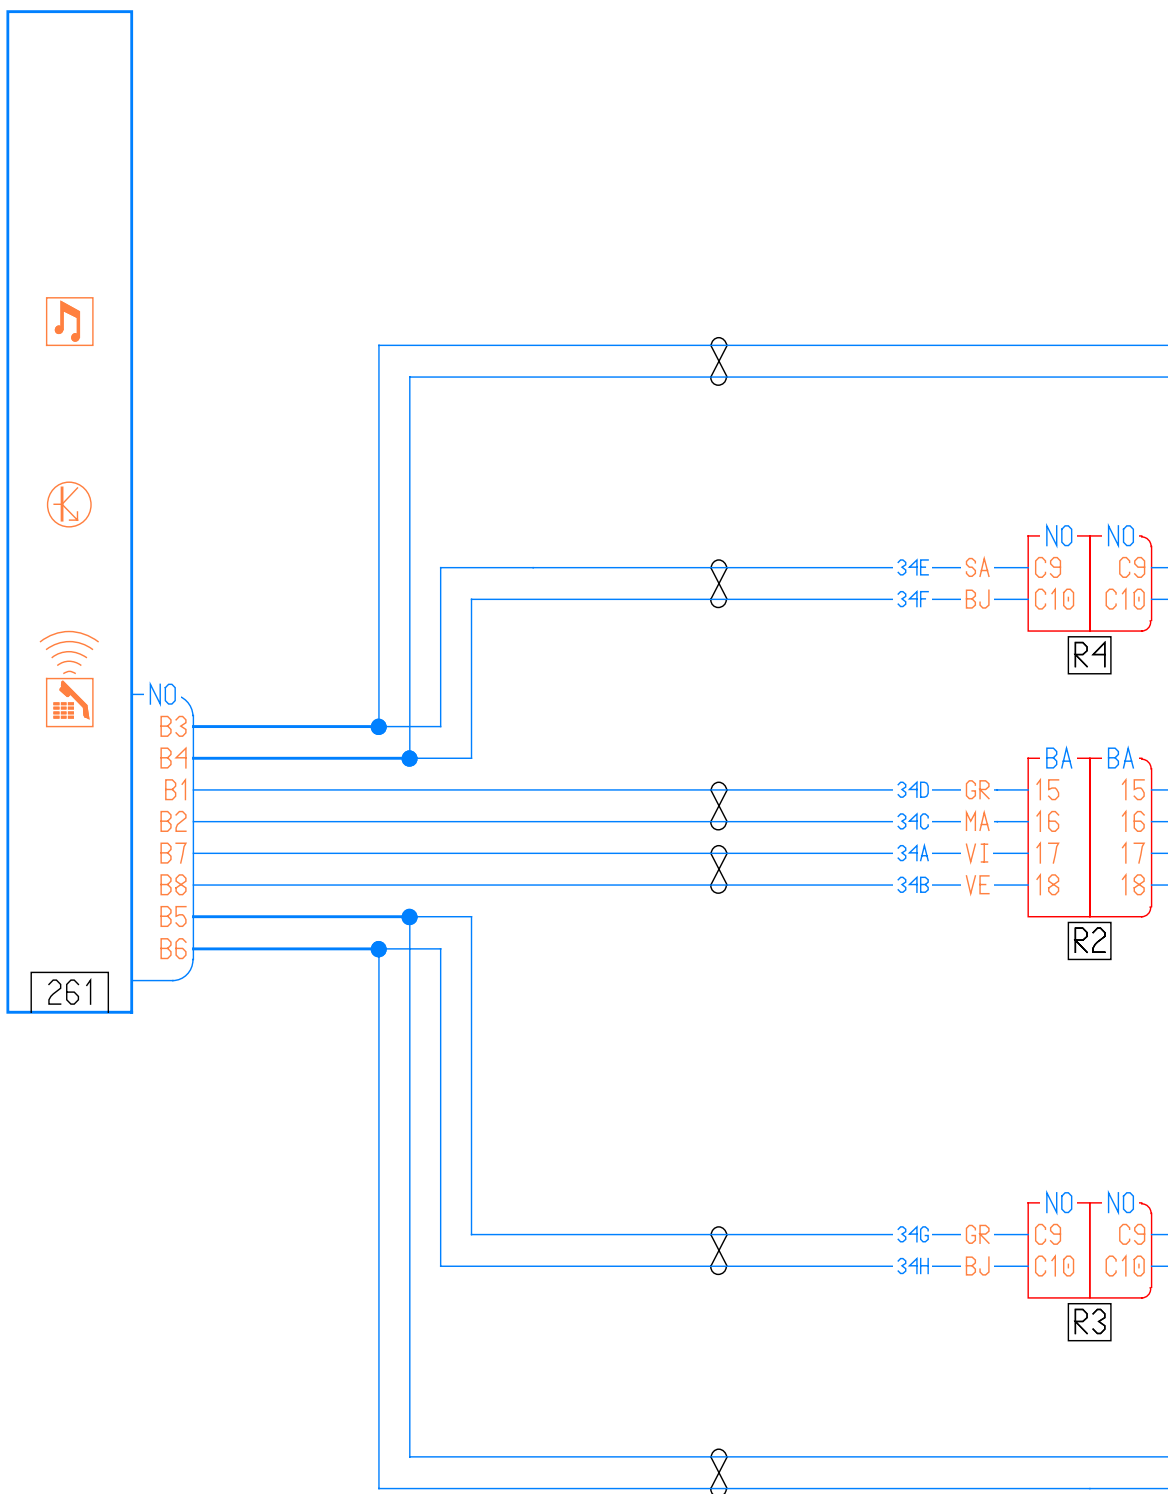 NO NO
34E SA C9 C9
34F BJ C10 C10
R4
NO
B3
B4
BA BA
B1 34D GR 15 15
B2 34C MA 16 16
B7 34A VI 17 17
B8 34B VE 18 18
B5
R2
B6
261
NO NO
34G GR C9 C9
34H BJ C10 C10
R3